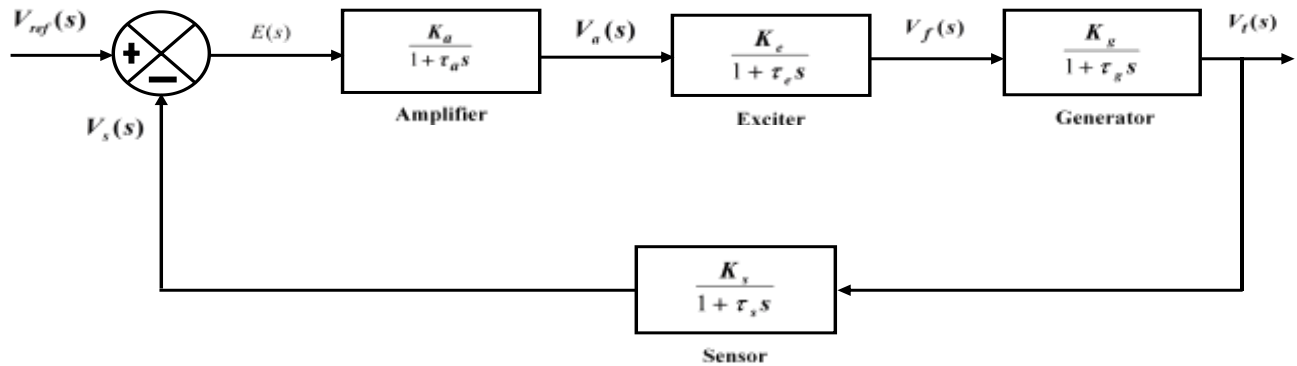 V_ref(s)
+
−
E(s)
K_a
1 + τ_a s
Amplifier
V_a(s)
K_e
1 + τ_e s
Exciter
V_f(s)
K_g
1 + τ_g s
Generator
V_t(s)
V_s(s)
K_s
1 + τ_s s
Sensor